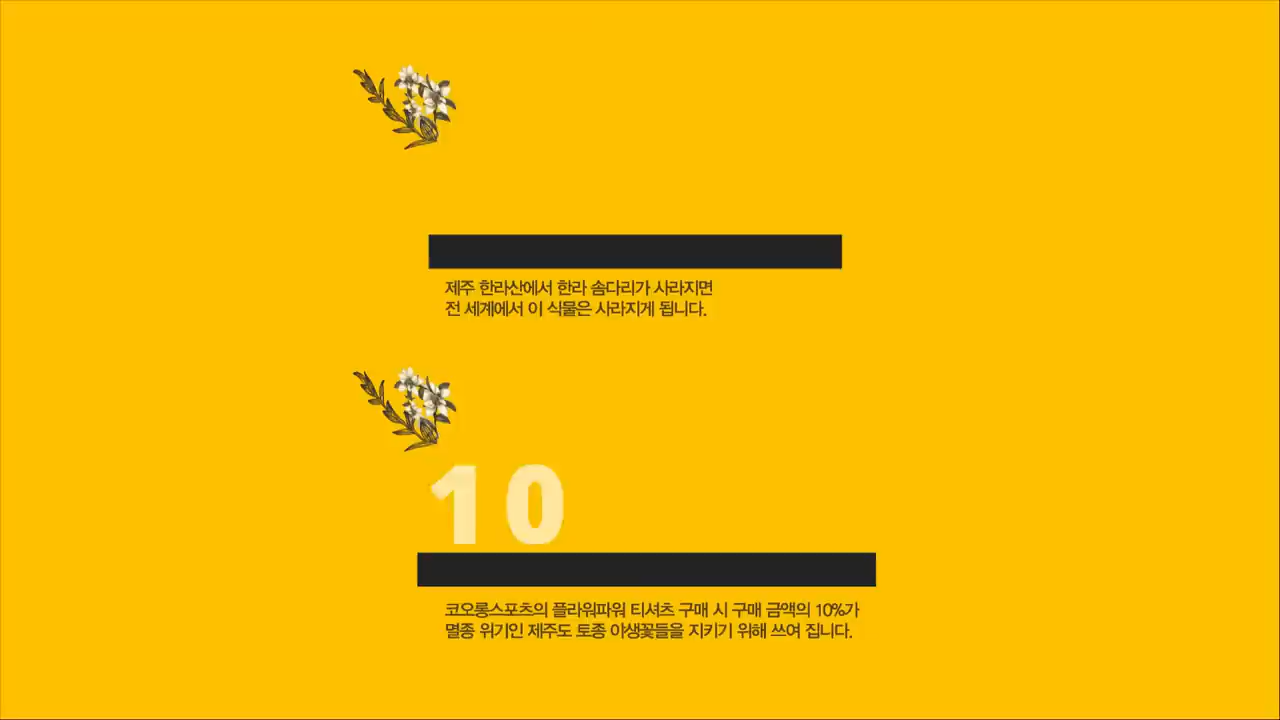 제주 한라산에서 한라 솜다리가 사라지면
전 세계에서 이 식물은 사라지게 됩니다.
10
코오롱스포츠의 플라워파워 티셔츠 구매 시 구매 금액의 10%가
멸종 위기인 제주도 토종 야생꽃들을 지키기 위해 쓰여 집니다.